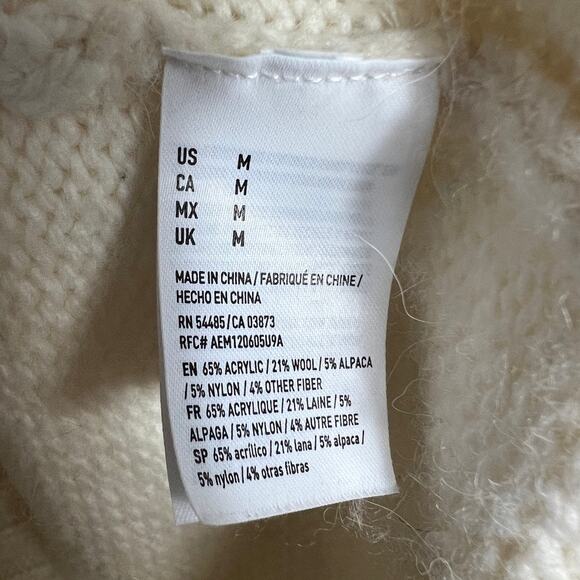 US M
CA M
MX M
UK M
MADE IN CHINA / FABRIQUÉ EN CHINE /
HECHO EN CHINA
RN 54485 / CA 03873
RFC# AEM120605U9A
EN 65% ACRYLIC / 21% WOOL / 5% ALPACA
/ 5% NYLON / 4% OTHER FIBER
FR 65% ACRYLIQUE / 21% LAINE / 5%
ALPAGA / 5% NYLON / 4% AUTRE FIBRE
SP 65% acrílico / 21% lana / 5% alpaca /
5% nylon / 4% otras fibras